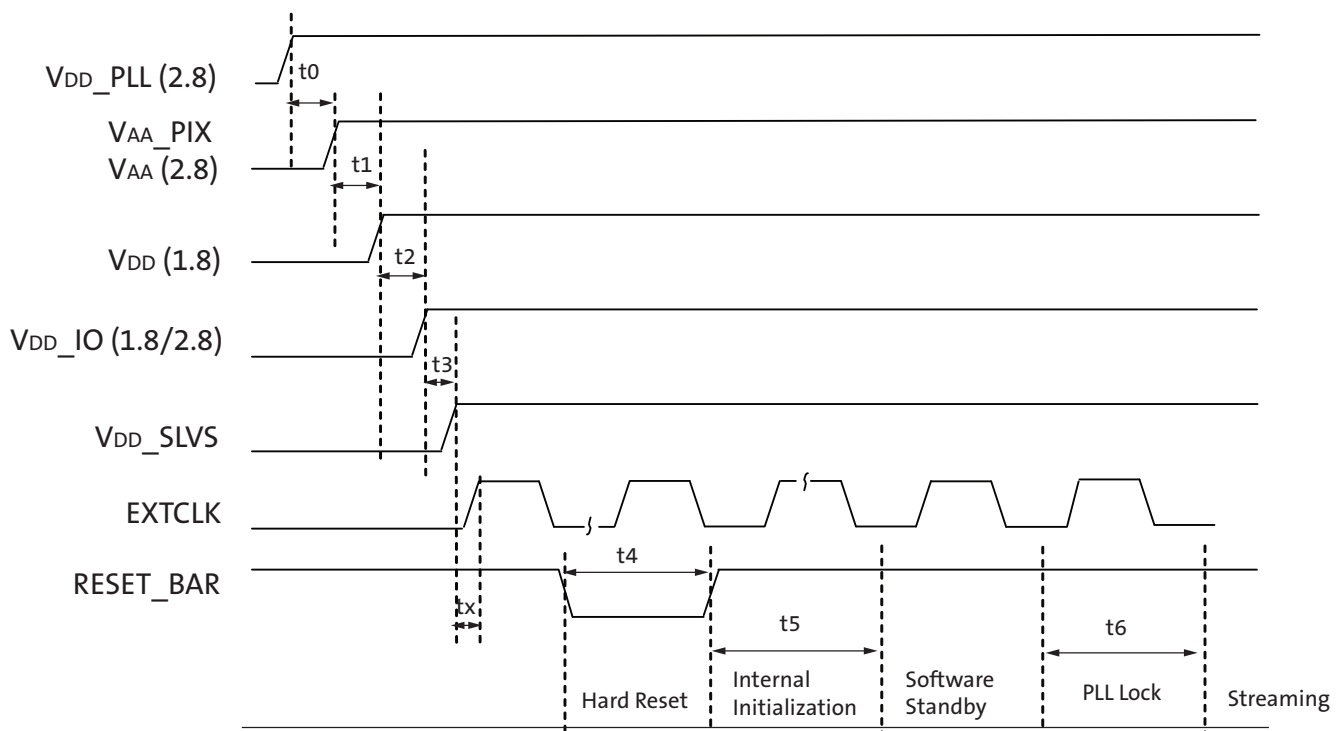 VDD_PLL (2.8)
t0
VAA_PIX
VAA (2.8)
t1
VDD (1.8)
t2
VDD_IO (1.8/2.8)
t3
VDD_SLVS
EXTCLK
RESET_BAR
t4
tx
t5
t6
Hard Reset
Internal
Initialization
Software
Standby
PLL Lock
Streaming